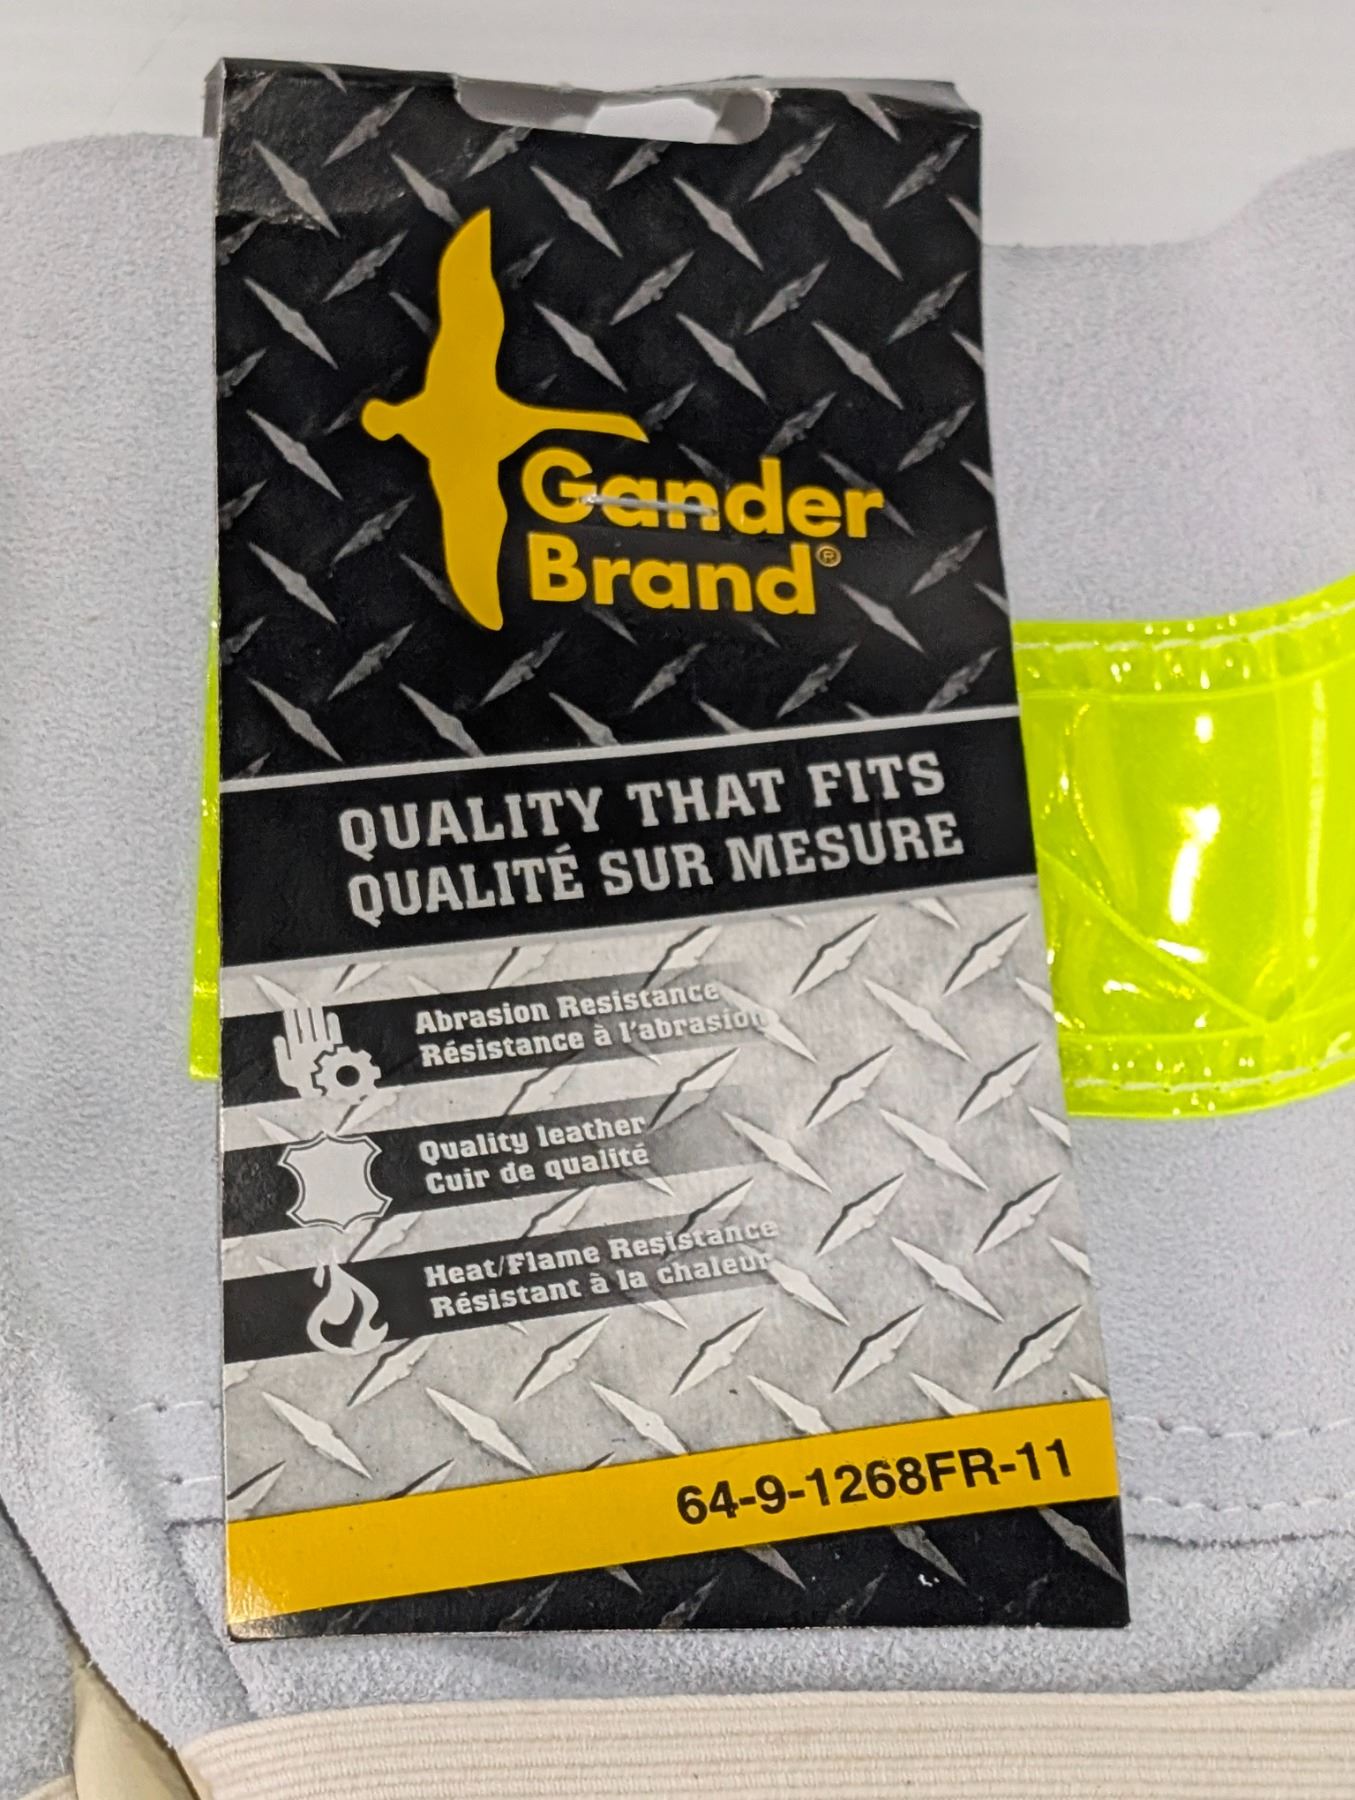 Gander
Brand®
QUALITY THAT FITS
QUALITÉ SUR MESURE
Abrasion Resistance
Résistance à l'abrasion
Quality leather
Cuir de qualité
Heat/Flame Resistance
Résistant à la chaleur
64-9-1268FR-11